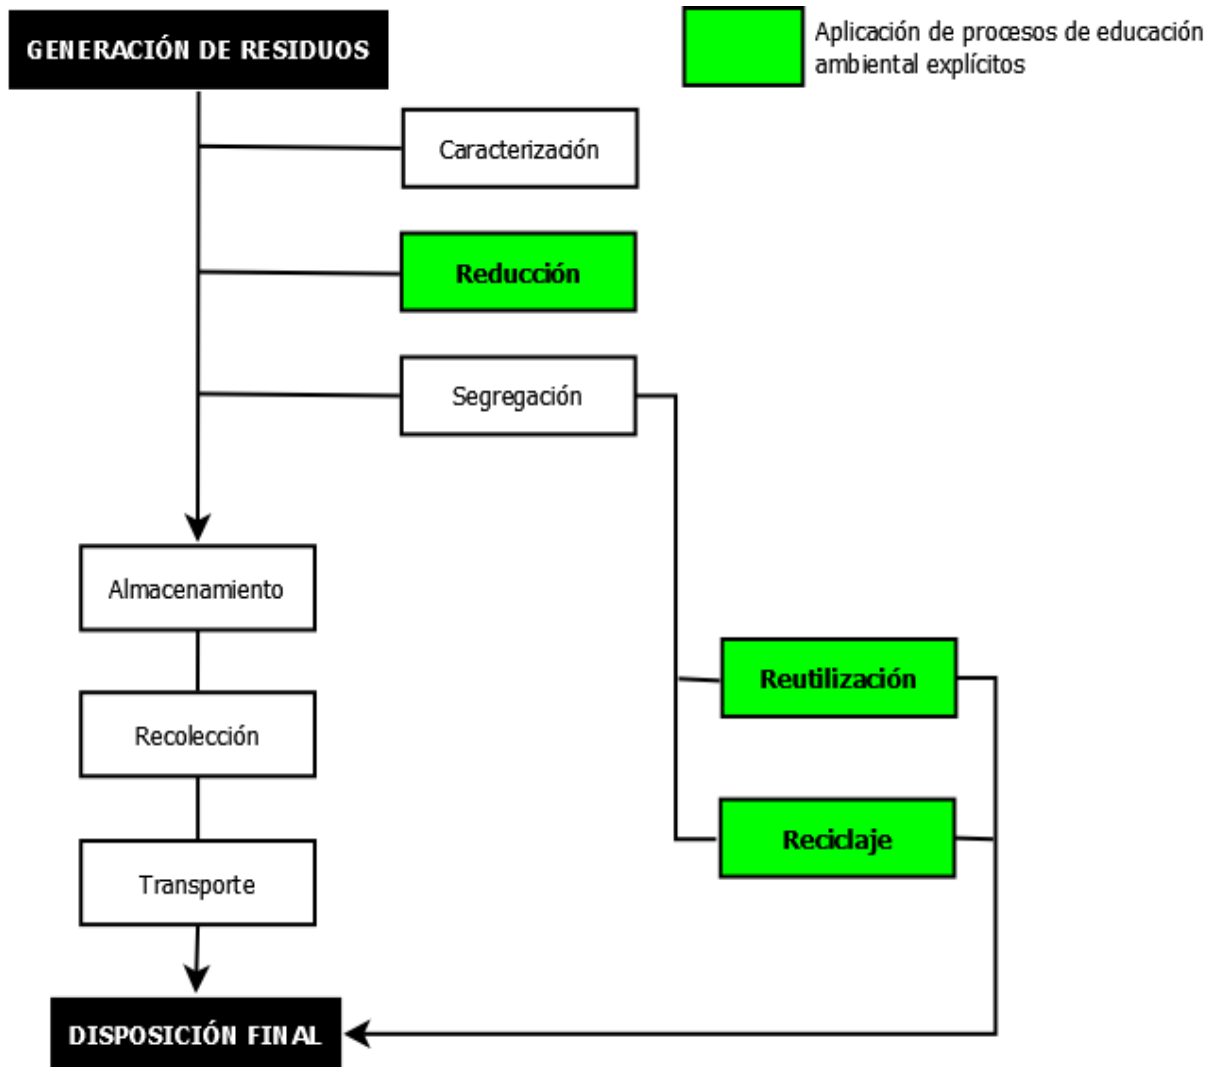 GENERACIÓN DE RESIDUOS
Aplicación de procesos de educación
ambiental explícitos
Caracterización
Reducción
Segregación
Almacenamiento
Reutilización
Recolección
Reciclaje
Transporte
DISPOSICIÓN FINAL